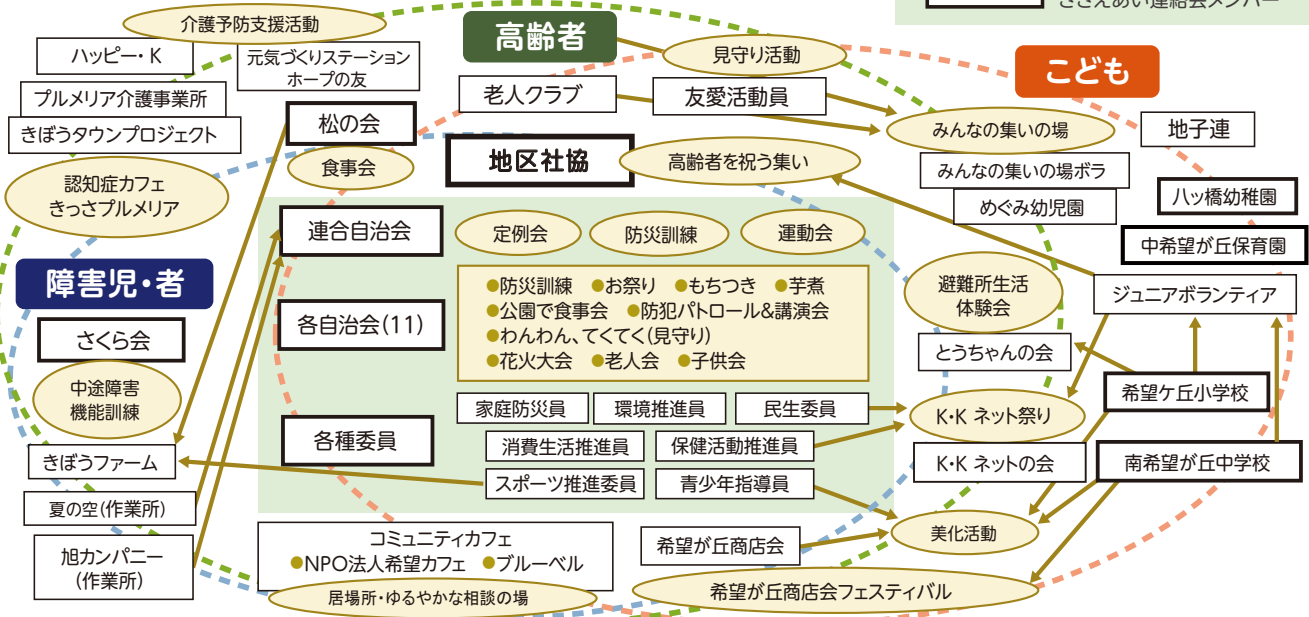 ささえあい連絡会メンバー
介護予防支援活動
高齢者
ハッピー・K
元気づくりステーション
ホープの友
見守り活動
こども
プルメリア介護事業所
老人クラブ
友愛活動員
きぼうタウンプロジェクト
松の会
みんなの集いの場
地子連
食事会
地区社協
高齢者を祝う集い
みんなの集いの場ボラ
認知症カフェ
きっさプルメリア
めぐみ幼児園
八ッ橋幼稚園
連合自治会
定例会
防災訓練
運動会
中希望が丘保育園
障害児・者
避難所生活
体験会
ジュニアボランティア
各自治会(11)
●防災訓練 ●お祭り ●もちつき ●芋煮
●公園で食事会 ●防犯パトロール&講演会
●わんわん、てくてく(見守り)
●花火大会 ●老人会 ●子供会
さくら会
とうちゃんの会
中途障害
機能訓練
希望ケ丘小学校
家庭防災員
環境推進員
民生委員
K・K ネット祭り
各種委員
消費生活推進員
保健活動推進員
きぼうファーム
K・K ネットの会
南希望が丘中学校
スポーツ推進委員
青少年指導員
夏の空(作業所)
美化活動
コミュニティカフェ
●NPO法人希望カフェ ●ブルーベル
希望が丘商店会
旭カンパニー
(作業所)
居場所・ゆるやかな相談の場
希望が丘商店会フェスティバル